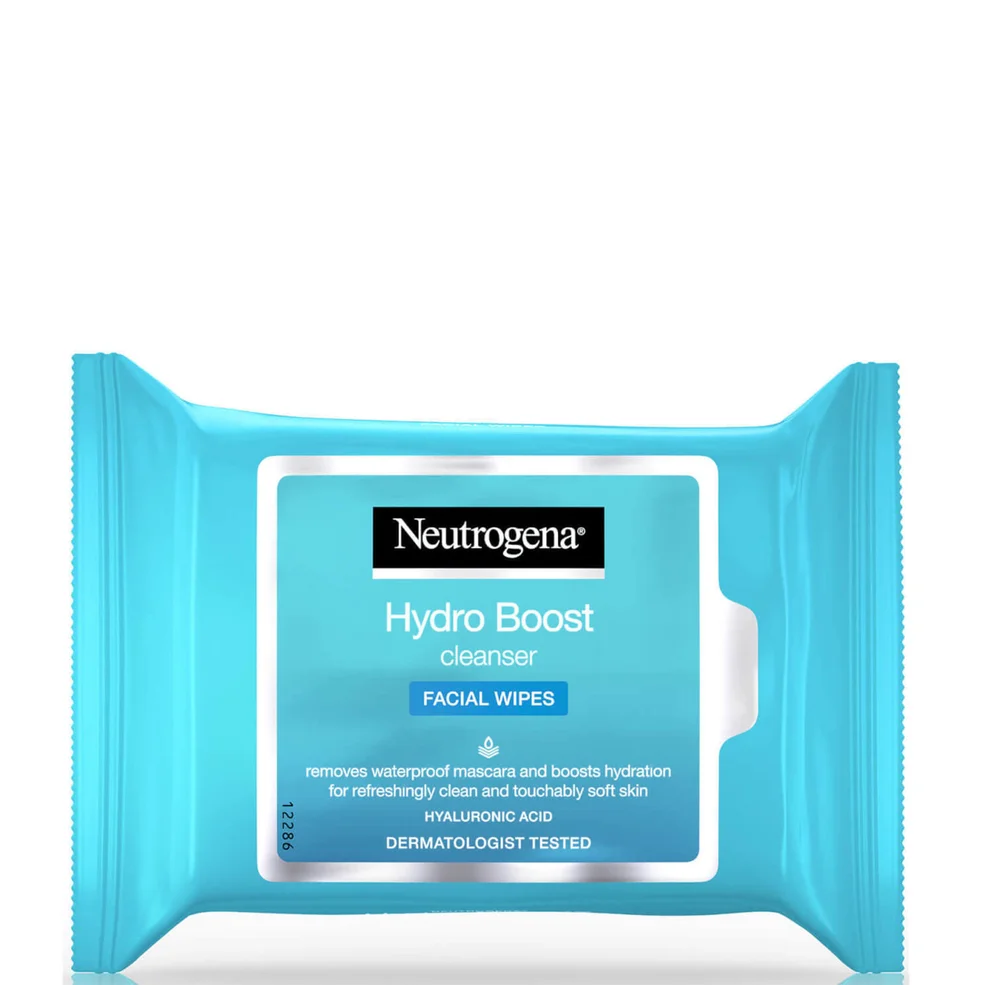 Neutrogena®
Hydro Boost
cleanser
FACIAL WIPES
removes waterproof mascara and boosts hydration
for refreshingly clean and touchably soft skin
HYALURONIC ACID
DERMATOLOGIST TESTED
12286